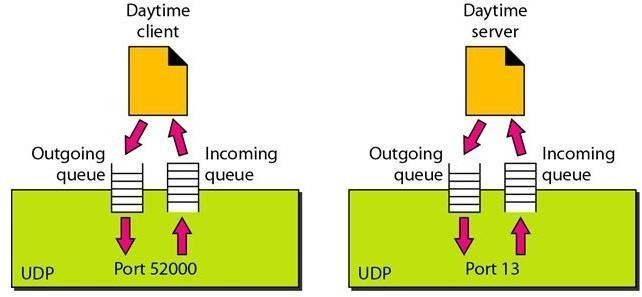 Daytime
client
Outgoing
queue
Incoming
queue
UDP
Port 52000
Daytime
server
Outgoing
queue
Incoming
queue
UDP
Port 13